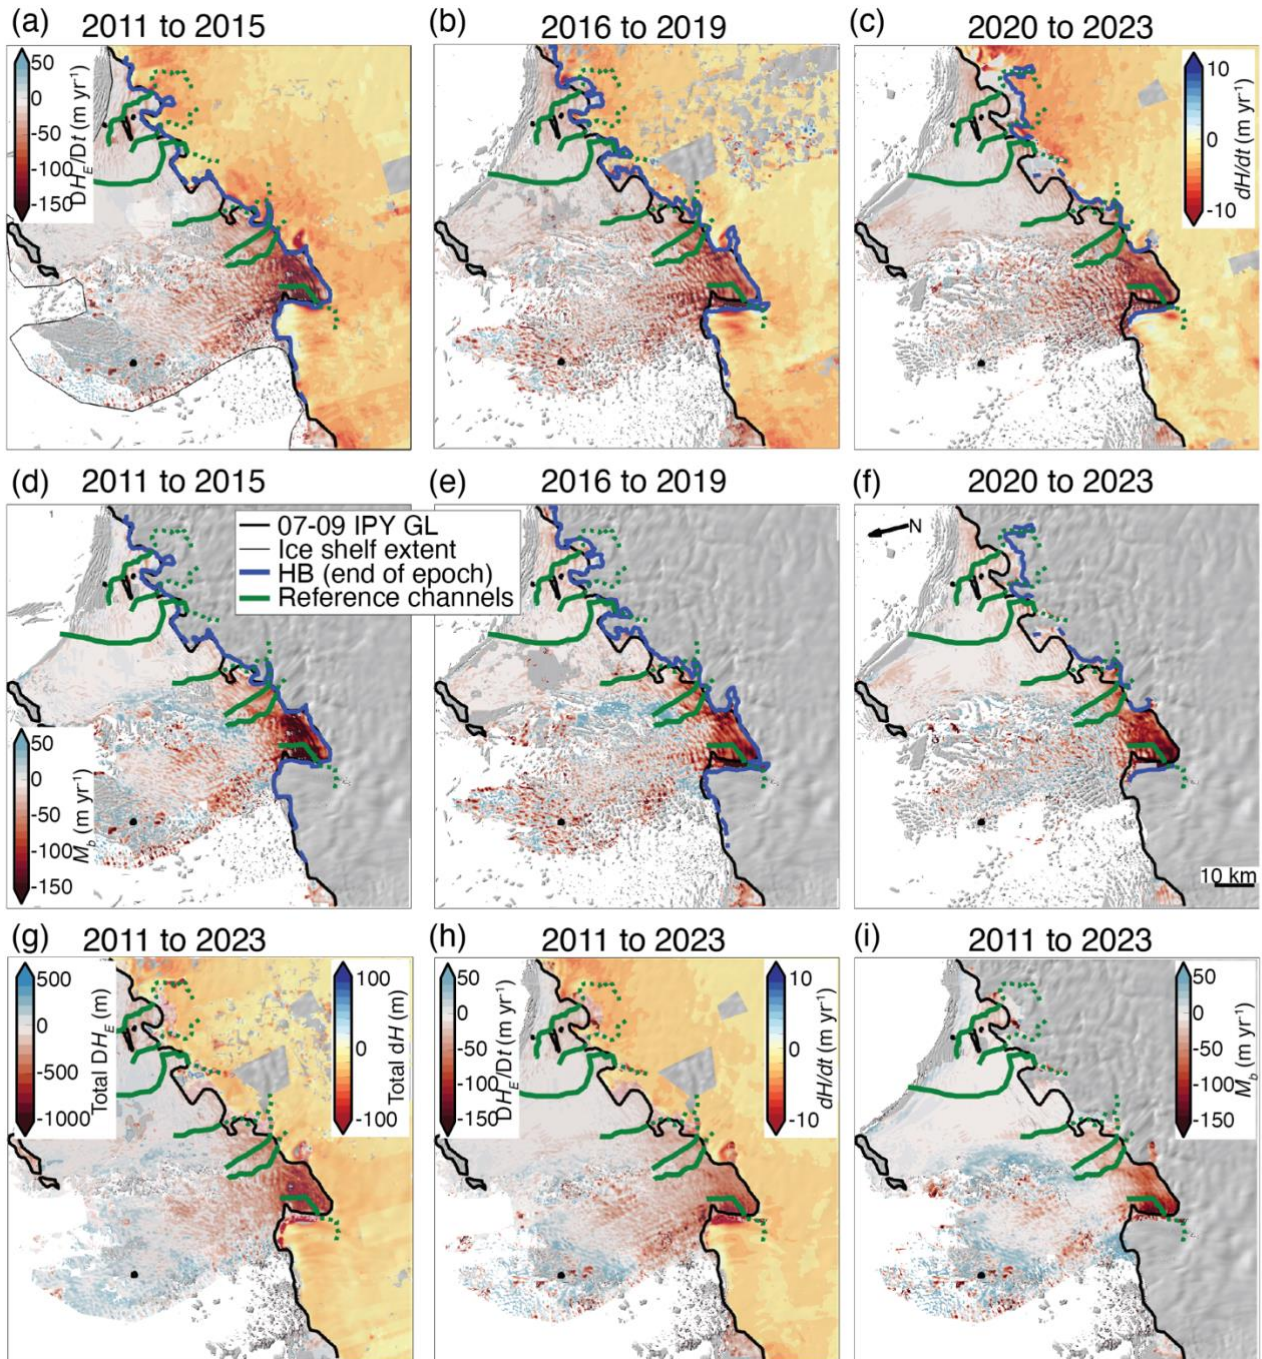 (a) 2011 to 2015
(b) 2016 to 2019
(c) 2020 to 2023
50
0
-50
-100
-150
DH_E/Dt (m yr⁻¹)
10
0
-10
dH/dt (m yr⁻¹)
(d) 2011 to 2015
(e) 2016 to 2019
(f) 2020 to 2023
07-09 IPY GL
Ice shelf extent
HB (end of epoch)
Reference channels
N
50
0
-50
-100
-150
M_b (m yr⁻¹)
10 km
(g) 2011 to 2023
(h) 2011 to 2023
(i) 2011 to 2023
500
0
-500
-1000
Total DH_E (m)
100
0
-100
Total dH (m)
50
0
-50
-100
-150
DH_E/Dt (m yr⁻¹)
10
0
-10
dH/dt (m yr⁻¹)
50
0
-50
-100
-150
M_b (m yr⁻¹)